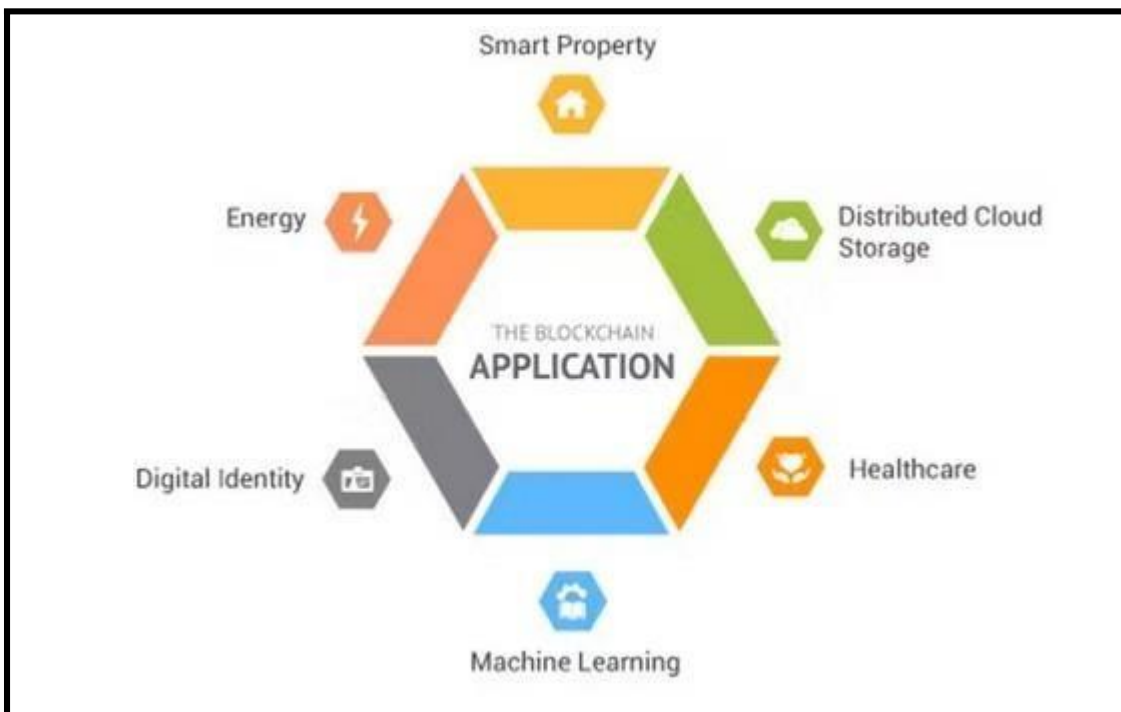 Smart Property
Energy
Distributed Cloud
Storage
THE BLOCKCHAIN
APPLICATION
Digital Identity
Healthcare
Machine Learning